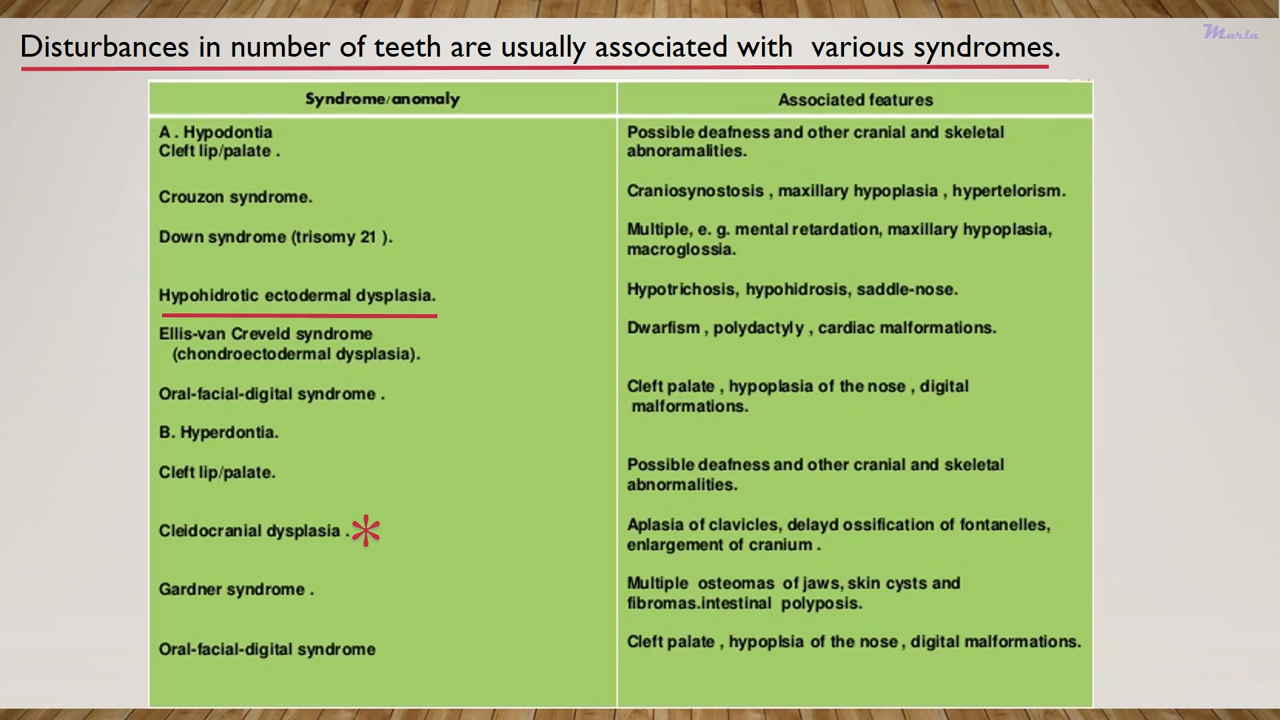 Disturbances in number of teeth are usually associated with various syndromes.
Marla
Syndrome/anomaly
Associated features
A . Hypodontia
Cleft lip/palate .
Possible deafness and other cranial and skeletal
abnoramalities.
Crouzon syndrome.
Craniosynostosis , maxillary hypoplasia , hypertelorism.
Down syndrome (trisomy 21 ).
Multiple, e. g. mental retardation, maxillary hypoplasia,
macroglossia.
Hypohidrotic ectodermal dysplasia.
Hypotrichosis, hypohidrosis, saddle-nose.
Ellis-van Creveld syndrome
(chondroectodermal dysplasia).
Dwarfism , polydactyly , cardiac malformations.
Oral-facial-digital syndrome .
Cleft palate , hypoplasia of the nose , digital
malformations.
B. Hyperdontia.
Cleft lip/palate.
Possible deafness and other cranial and skeletal
abnormalities.
Cleidocranial dysplasia .
Aplasia of clavicles, delayd ossification of fontanelles,
enlargement of cranium .
Gardner syndrome .
Multiple osteomas of jaws, skin cysts and
fibromas.intestinal polyposis.
Oral-facial-digital syndrome
Cleft palate , hypoplsia of the nose , digital malformations.